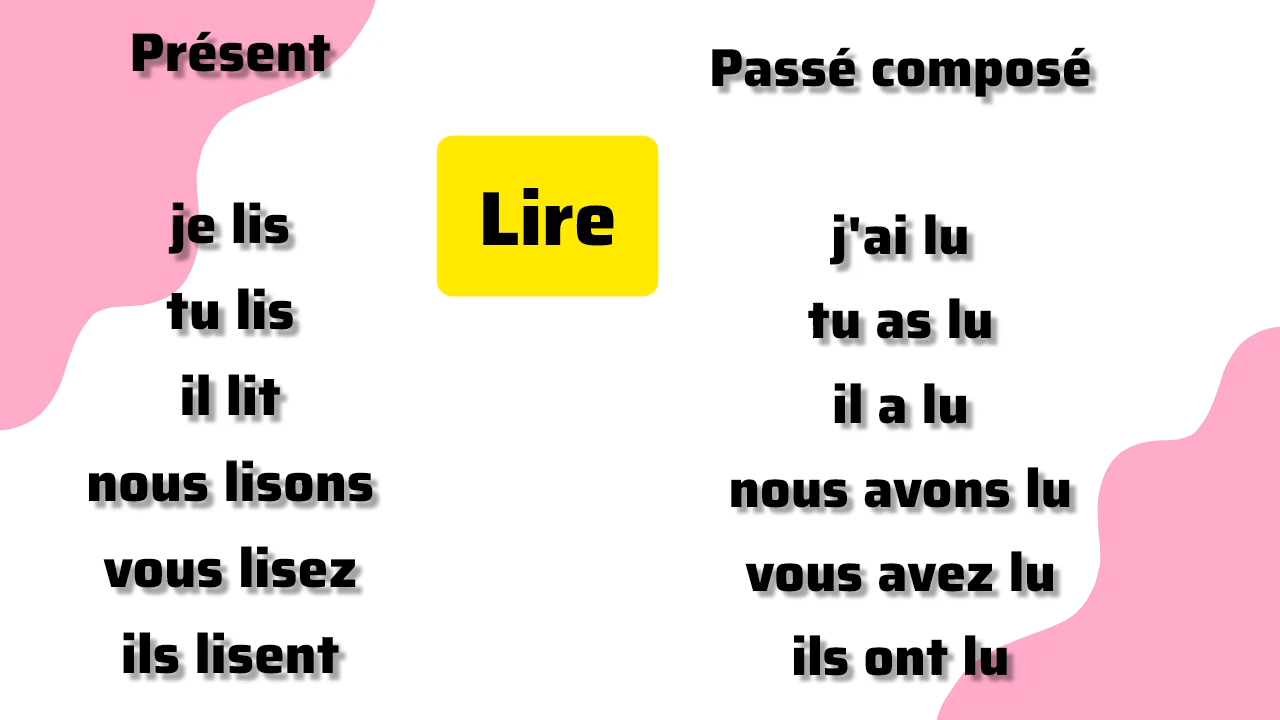 Présent
je lis
tu lis
il lit
nous lisons
vous lisez
ils lisent
Lire
Passé composé
j'ai lu
tu as lu
il a lu
nous avons lu
vous avez lu
ils ont lu